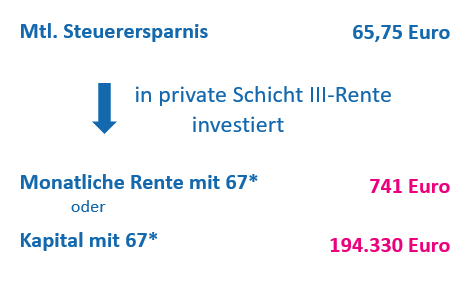 Mtl. Steuerersparnis 65,75 Euro
in private Schicht III-Rente
investiert
Monatliche Rente mit 67* 741 Euro
oder
Kapital mit 67* 194.330 Euro